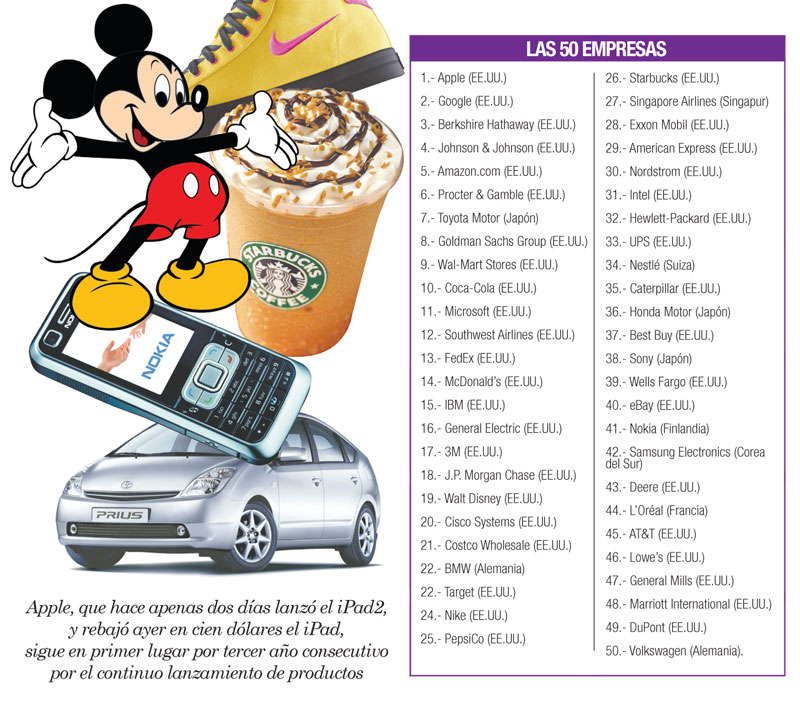 STARBUCKS
COFFEE
NOKIA
PRIUS
Apple, que hace apenas dos días lanzó el iPad2,
y rebajó ayer en cien dólares el iPad,
sigue en primer lugar por tercer año consecutivo
por el continuo lanzamiento de productos
LAS 50 EMPRESAS
1.- Apple (EE.UU.)
2.- Google (EE.UU.)
3.- Berkshire Hathaway (EE.UU.)
4.- Johnson & Johnson (EE.UU.)
5.- Amazon.com (EE.UU.)
6.- Procter & Gamble (EE.UU.)
7.- Toyota Motor (Japón)
8.- Goldman Sachs Group (EE.UU.)
9.- Wal-Mart Stores (EE.UU.)
10.- Coca-Cola (EE.UU.)
11.- Microsoft (EE.UU.)
12.- Southwest Airlines (EE.UU.)
13.- FedEx (EE.UU.)
14.- McDonald's (EE.UU.)
15.- IBM (EE.UU.)
16.- General Electric (EE.UU.)
17.- 3M (EE.UU.)
18.- J.P. Morgan Chase (EE.UU.)
19.- Walt Disney (EE.UU.)
20.- Cisco Systems (EE.UU.)
21.- Costco Wholesale (EE.UU.)
22.- BMW (Alemania)
22.- Target (EE.UU.)
24.- Nike (EE.UU.)
25.- PepsiCo (EE.UU.)
26.- Starbucks (EE.UU.)
27.- Singapore Airlines (Singapur)
28.- Exxon Mobil (EE.UU.)
29.- American Express (EE.UU.)
30.- Nordstrom (EE.UU.)
31.- Intel (EE.UU.)
32.- Hewlett-Packard (EE.UU.)
33.- UPS (EE.UU.)
34.- Nestlé (Suiza)
35.- Caterpillar (EE.UU.)
36.- Honda Motor (Japón)
37.- Best Buy (EE.UU.)
38.- Sony (Japón)
39.- Wells Fargo (EE.UU.)
40.- eBay (EE.UU.)
41.- Nokia (Finlandia)
42.- Samsung Electronics (Corea
del Sur)
43.- Deere (EE.UU.)
44.- L'Oréal (Francia)
45.- AT&T (EE.UU.)
46.- Lowe's (EE.UU.)
47.- General Mills (EE.UU.)
48.- Marriott International (EE.UU.)
49.- DuPont (EE.UU.)
50.- Volkswagen (Alemania).